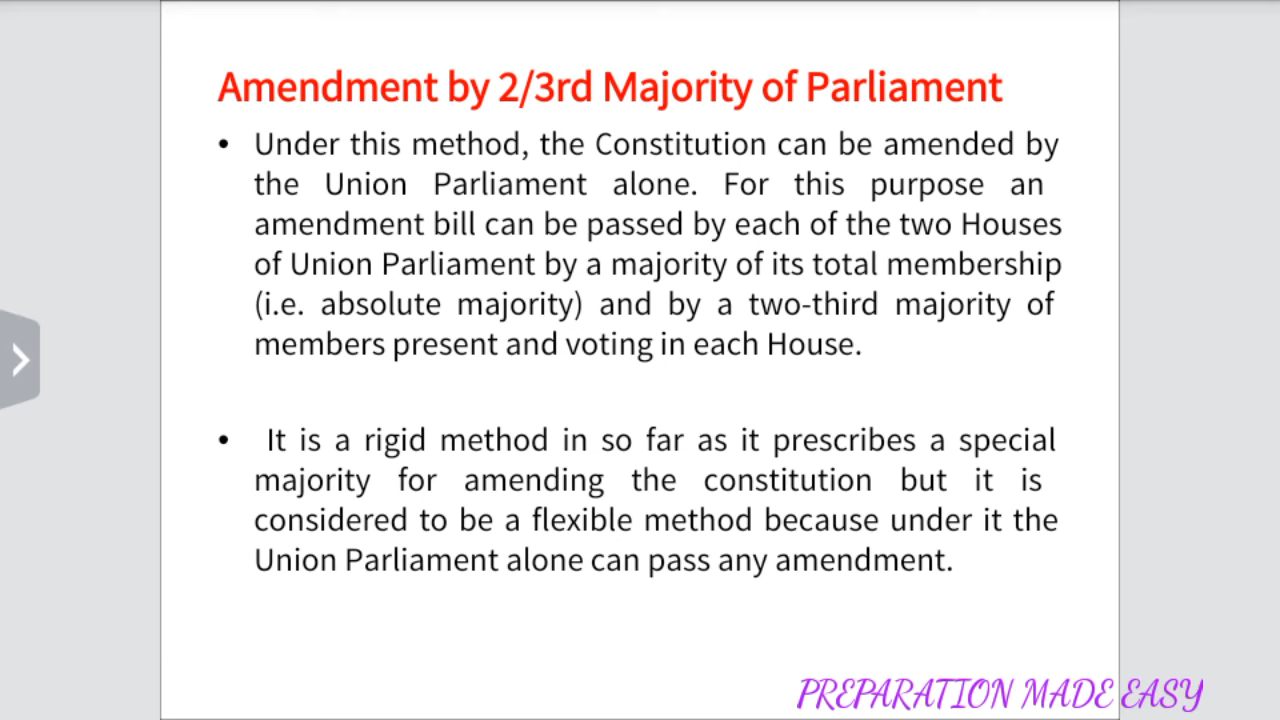 Amendment by 2/3rd Majority of Parliament
• Under this method, the Constitution can be amended by
the Union Parliament alone. For this purpose an
amendment bill can be passed by each of the two Houses
of Union Parliament by a majority of its total membership
(i.e. absolute majority) and by a two-third majority of
members present and voting in each House.
• It is a rigid method in so far as it prescribes a special
majority for amending the constitution but it is
considered to be a flexible method because under it the
Union Parliament alone can pass any amendment.
PREPARATION MADE EASY